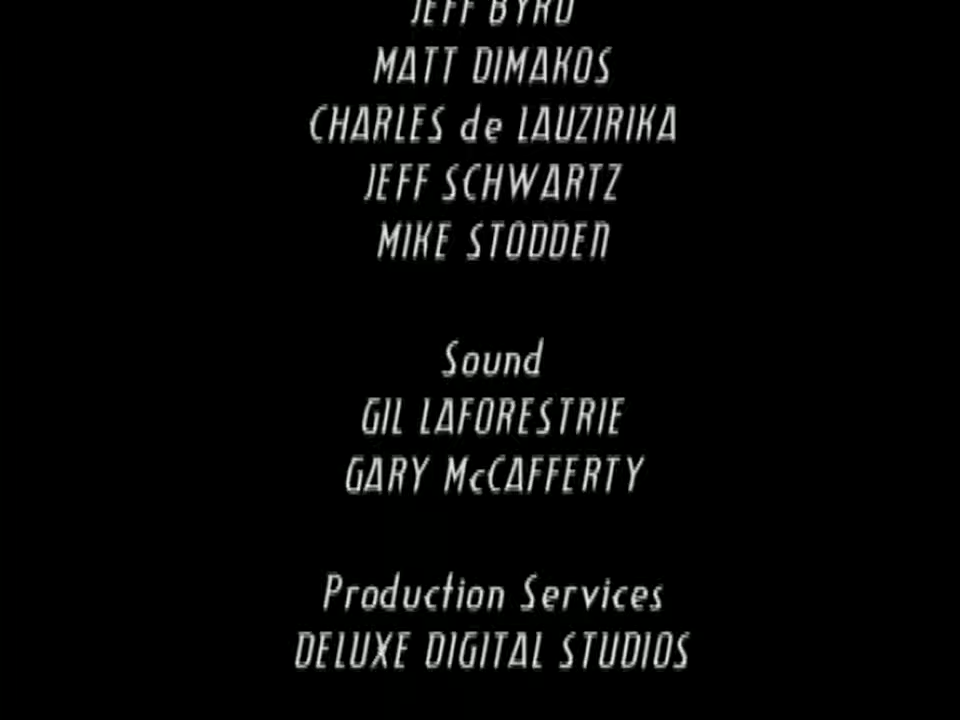 JEFF BYRD
MATT DIMAKOS
CHARLES de LAUZIRIKA
JEFF SCHWARTZ
MIKE STODDEN
Sound
GIL LAFORESTRIE
GARY McCAFFERTY
Production Services
DELUXE DIGITAL STUDIOS